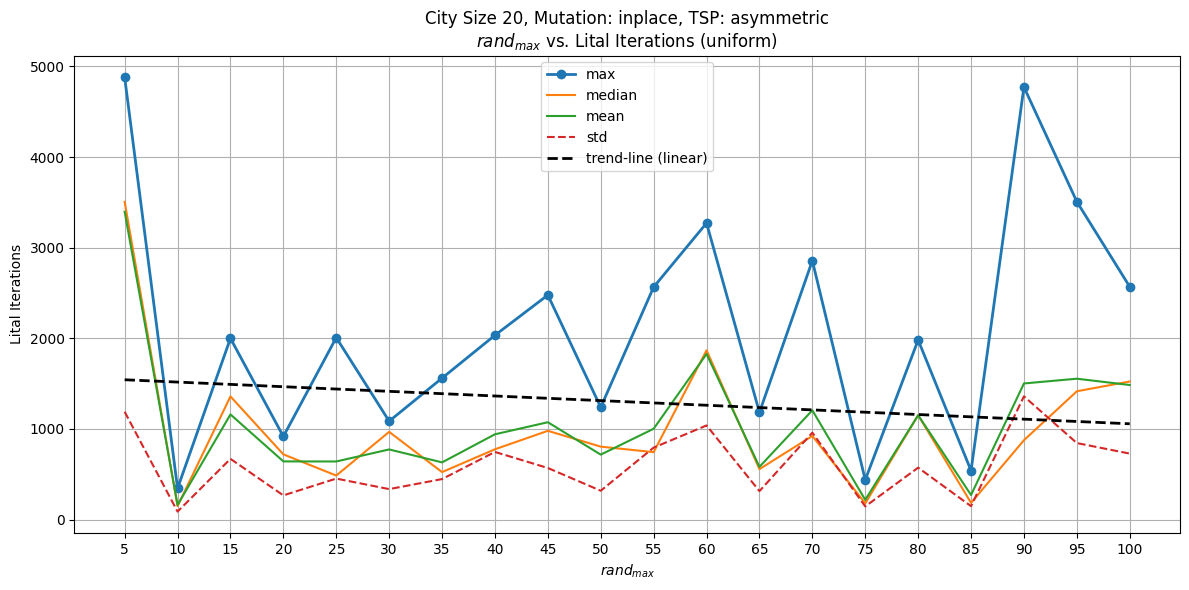 City Size 20, Mutation: inplace, TSP: asymmetric
rand_max vs. Lital Iterations (uniform)
max
median
mean
std
trend-line (linear)
Lital Iterations
5000
4000
3000
2000
1000
0
5 10 15 20 25 30 35 40 45 50 55 60 65 70 75 80 85 90 95 100
rand_max